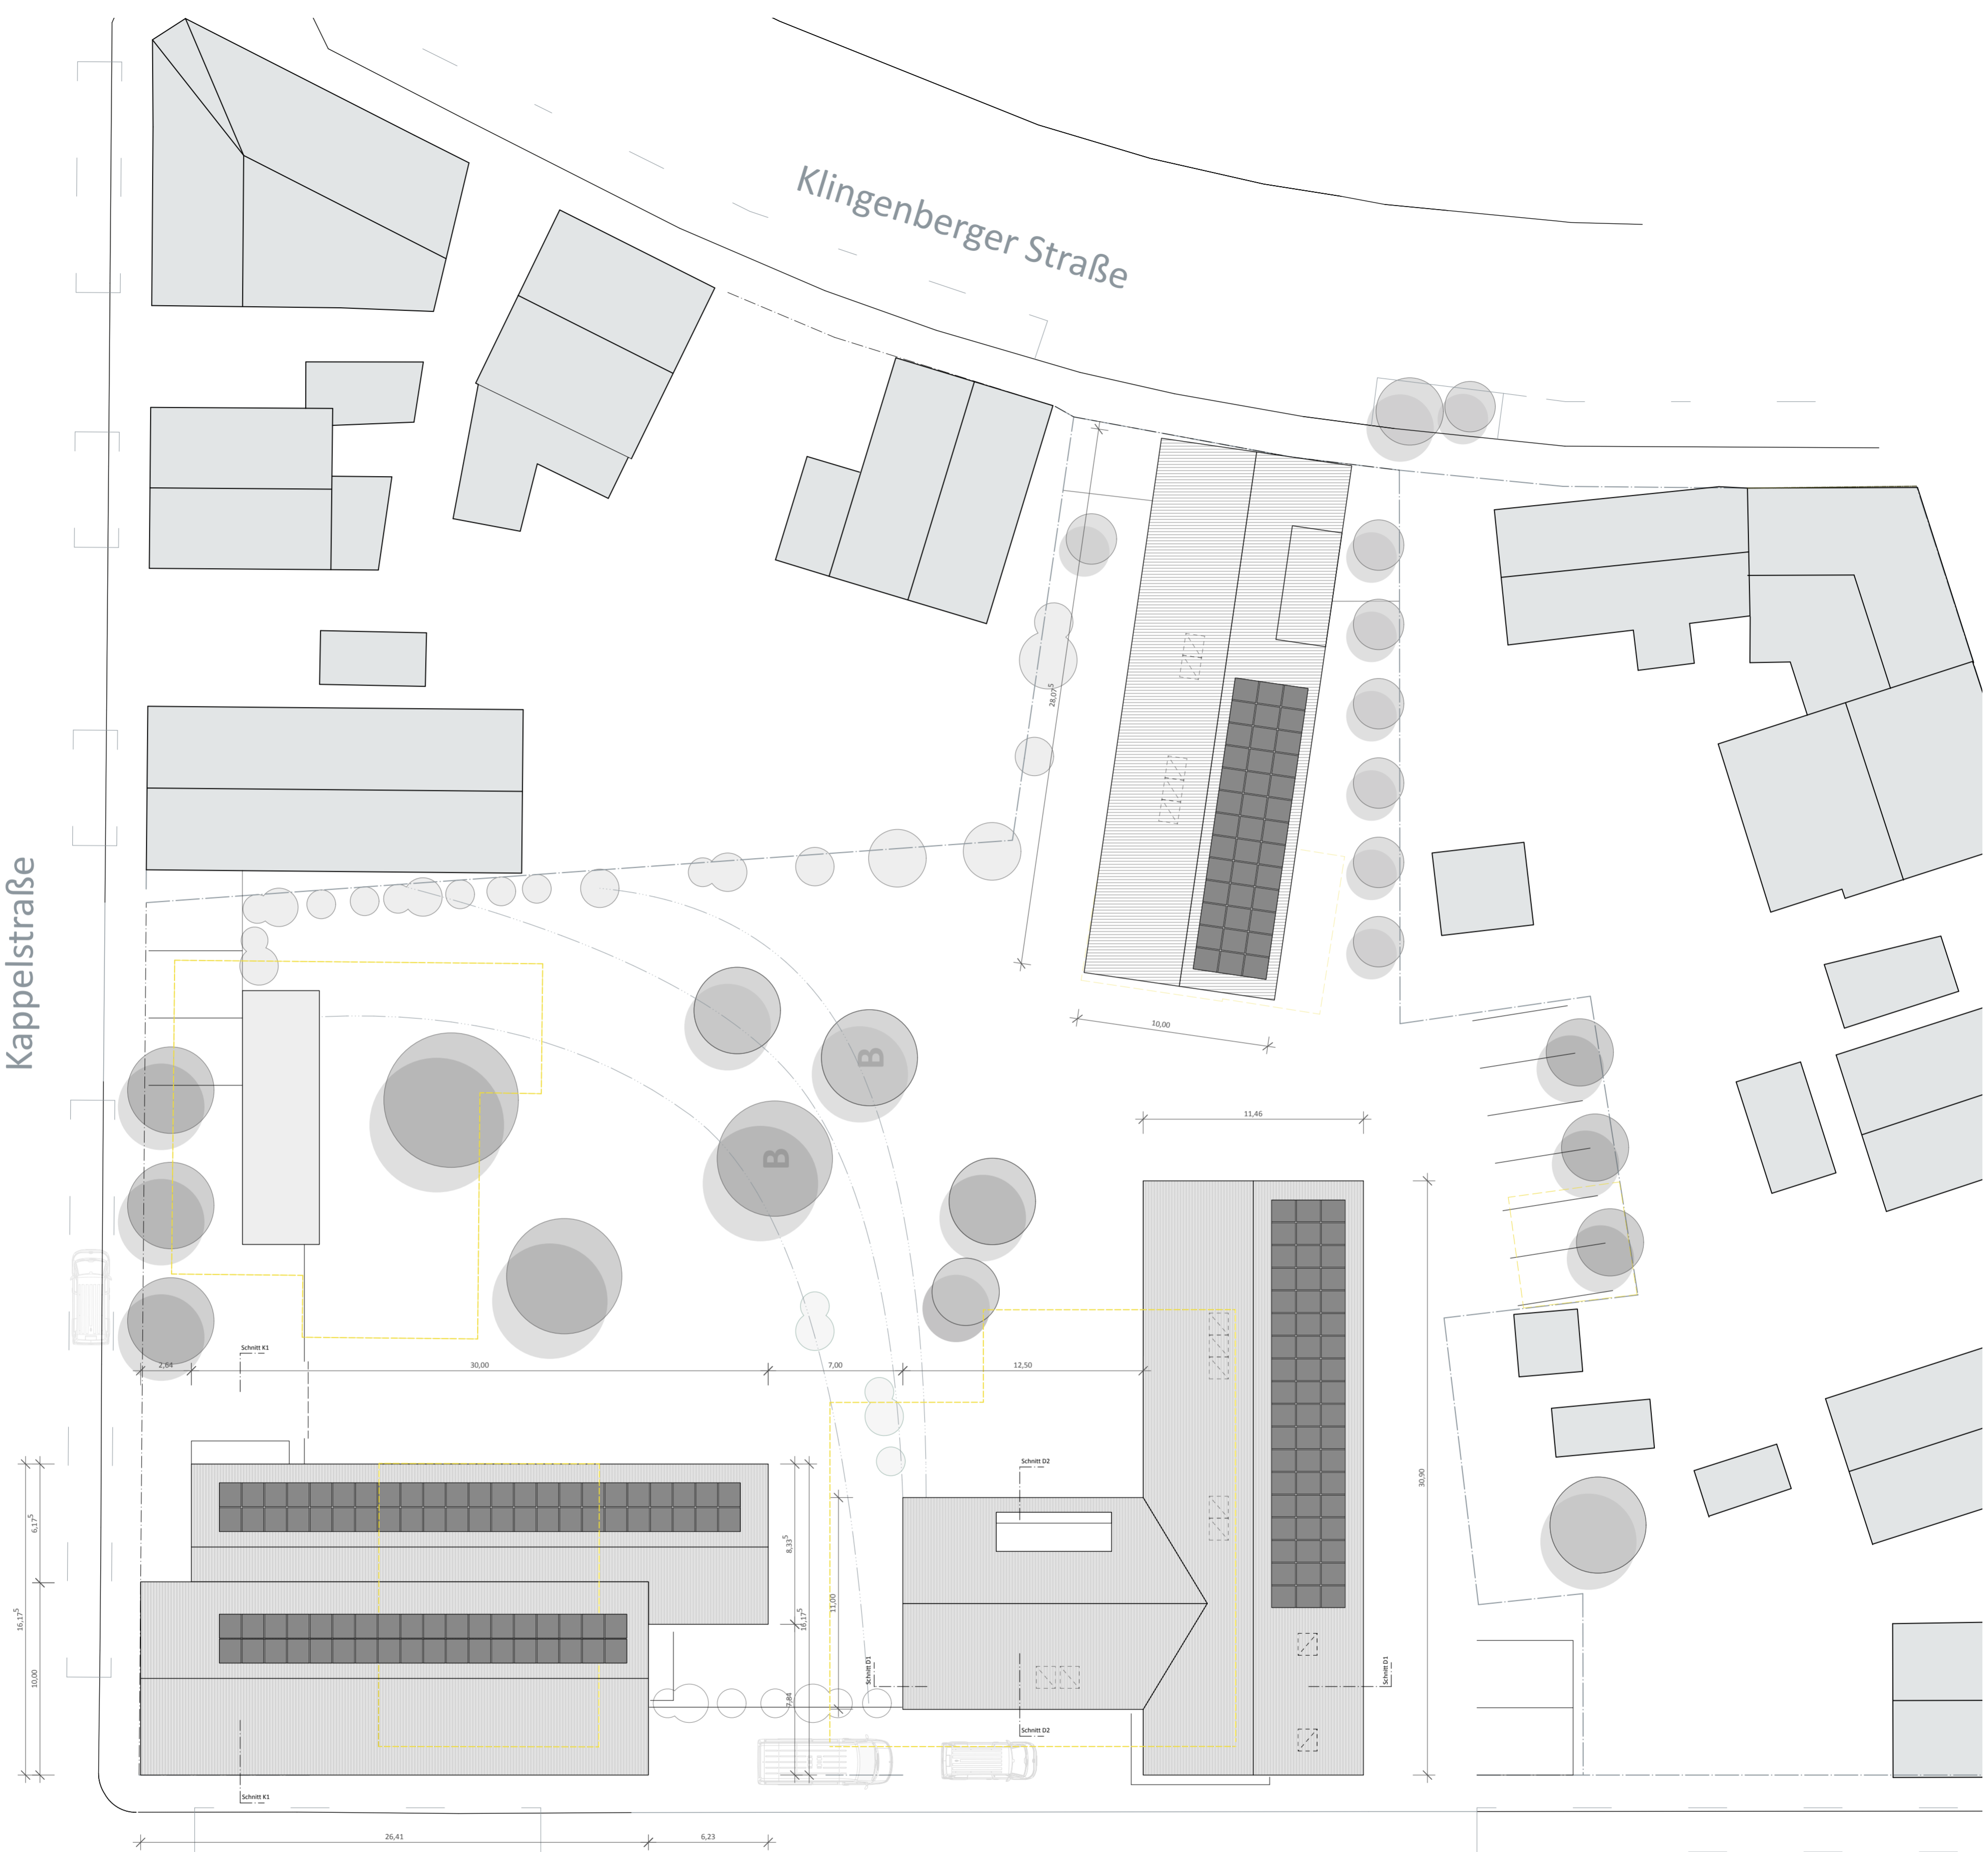 Klingenberger Straße
Kappelstraße
28,07⁵
10,00
B
B
11,46
Schnitt K1
2,64
30,00
7,00
12,50
Schnitt D2
30,90
6,17⁵
16,17⁵
10,00
8,33⁵
16,17⁵
11,00
7,84
Schnitt D1
Schnitt D1
Schnitt D2
Schnitt K1
26,41
6,23